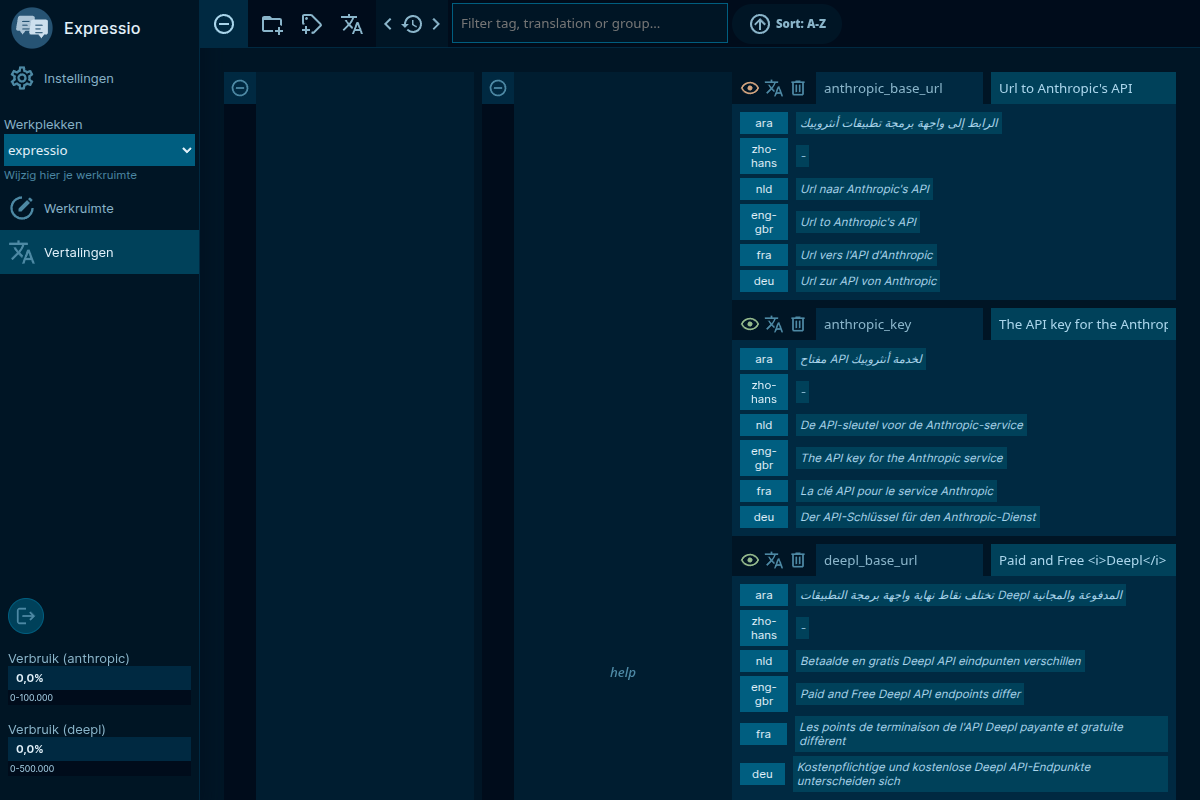 Expressio
Instellingen
Werkplekken
expressio
Wijzig hier je werkruimte
Werkruimte
Vertalingen
Verbruik (anthropic)
0,0%
0-100.000
Verbruik (deepl)
0,0%
0-500.000
Filter tag, translation or group...
Sort: A-Z
help
anthropic_base_url
Url to Anthropic's API
ara
الرابط إلى واجهة برمجة تطبيقات أنثروبيك
zho-
hans
-
nld
Url naar Anthropic's API
eng-
gbr
Url to Anthropic's API
fra
Url vers l'API d'Anthropic
deu
Url zur API von Anthropic
anthropic_key
The API key for the Anthrop
ara
مفتاح API لخدمة أنثروبيك
zho-
hans
-
nld
De API-sleutel voor de Anthropic-service
eng-
gbr
The API key for the Anthropic service
fra
La clé API pour le service Anthropic
deu
Der API-Schlüssel für den Anthropic-Dienst
deepl_base_url
Paid and Free <i>Deepl</i>
ara
تختلف نقاط نهاية واجهة برمجة التطبيقات Deepl المدفوعة والمجانية
zho-
hans
-
nld
Betaalde en gratis Deepl API eindpunten verschillen
eng-
gbr
Paid and Free Deepl API endpoints differ
fra
Les points de terminaison de l'API Deepl payante et gratuite
diffèrent
deu
Kostenpflichtige und kostenlose Deepl API-Endpunkte
unterscheiden sich